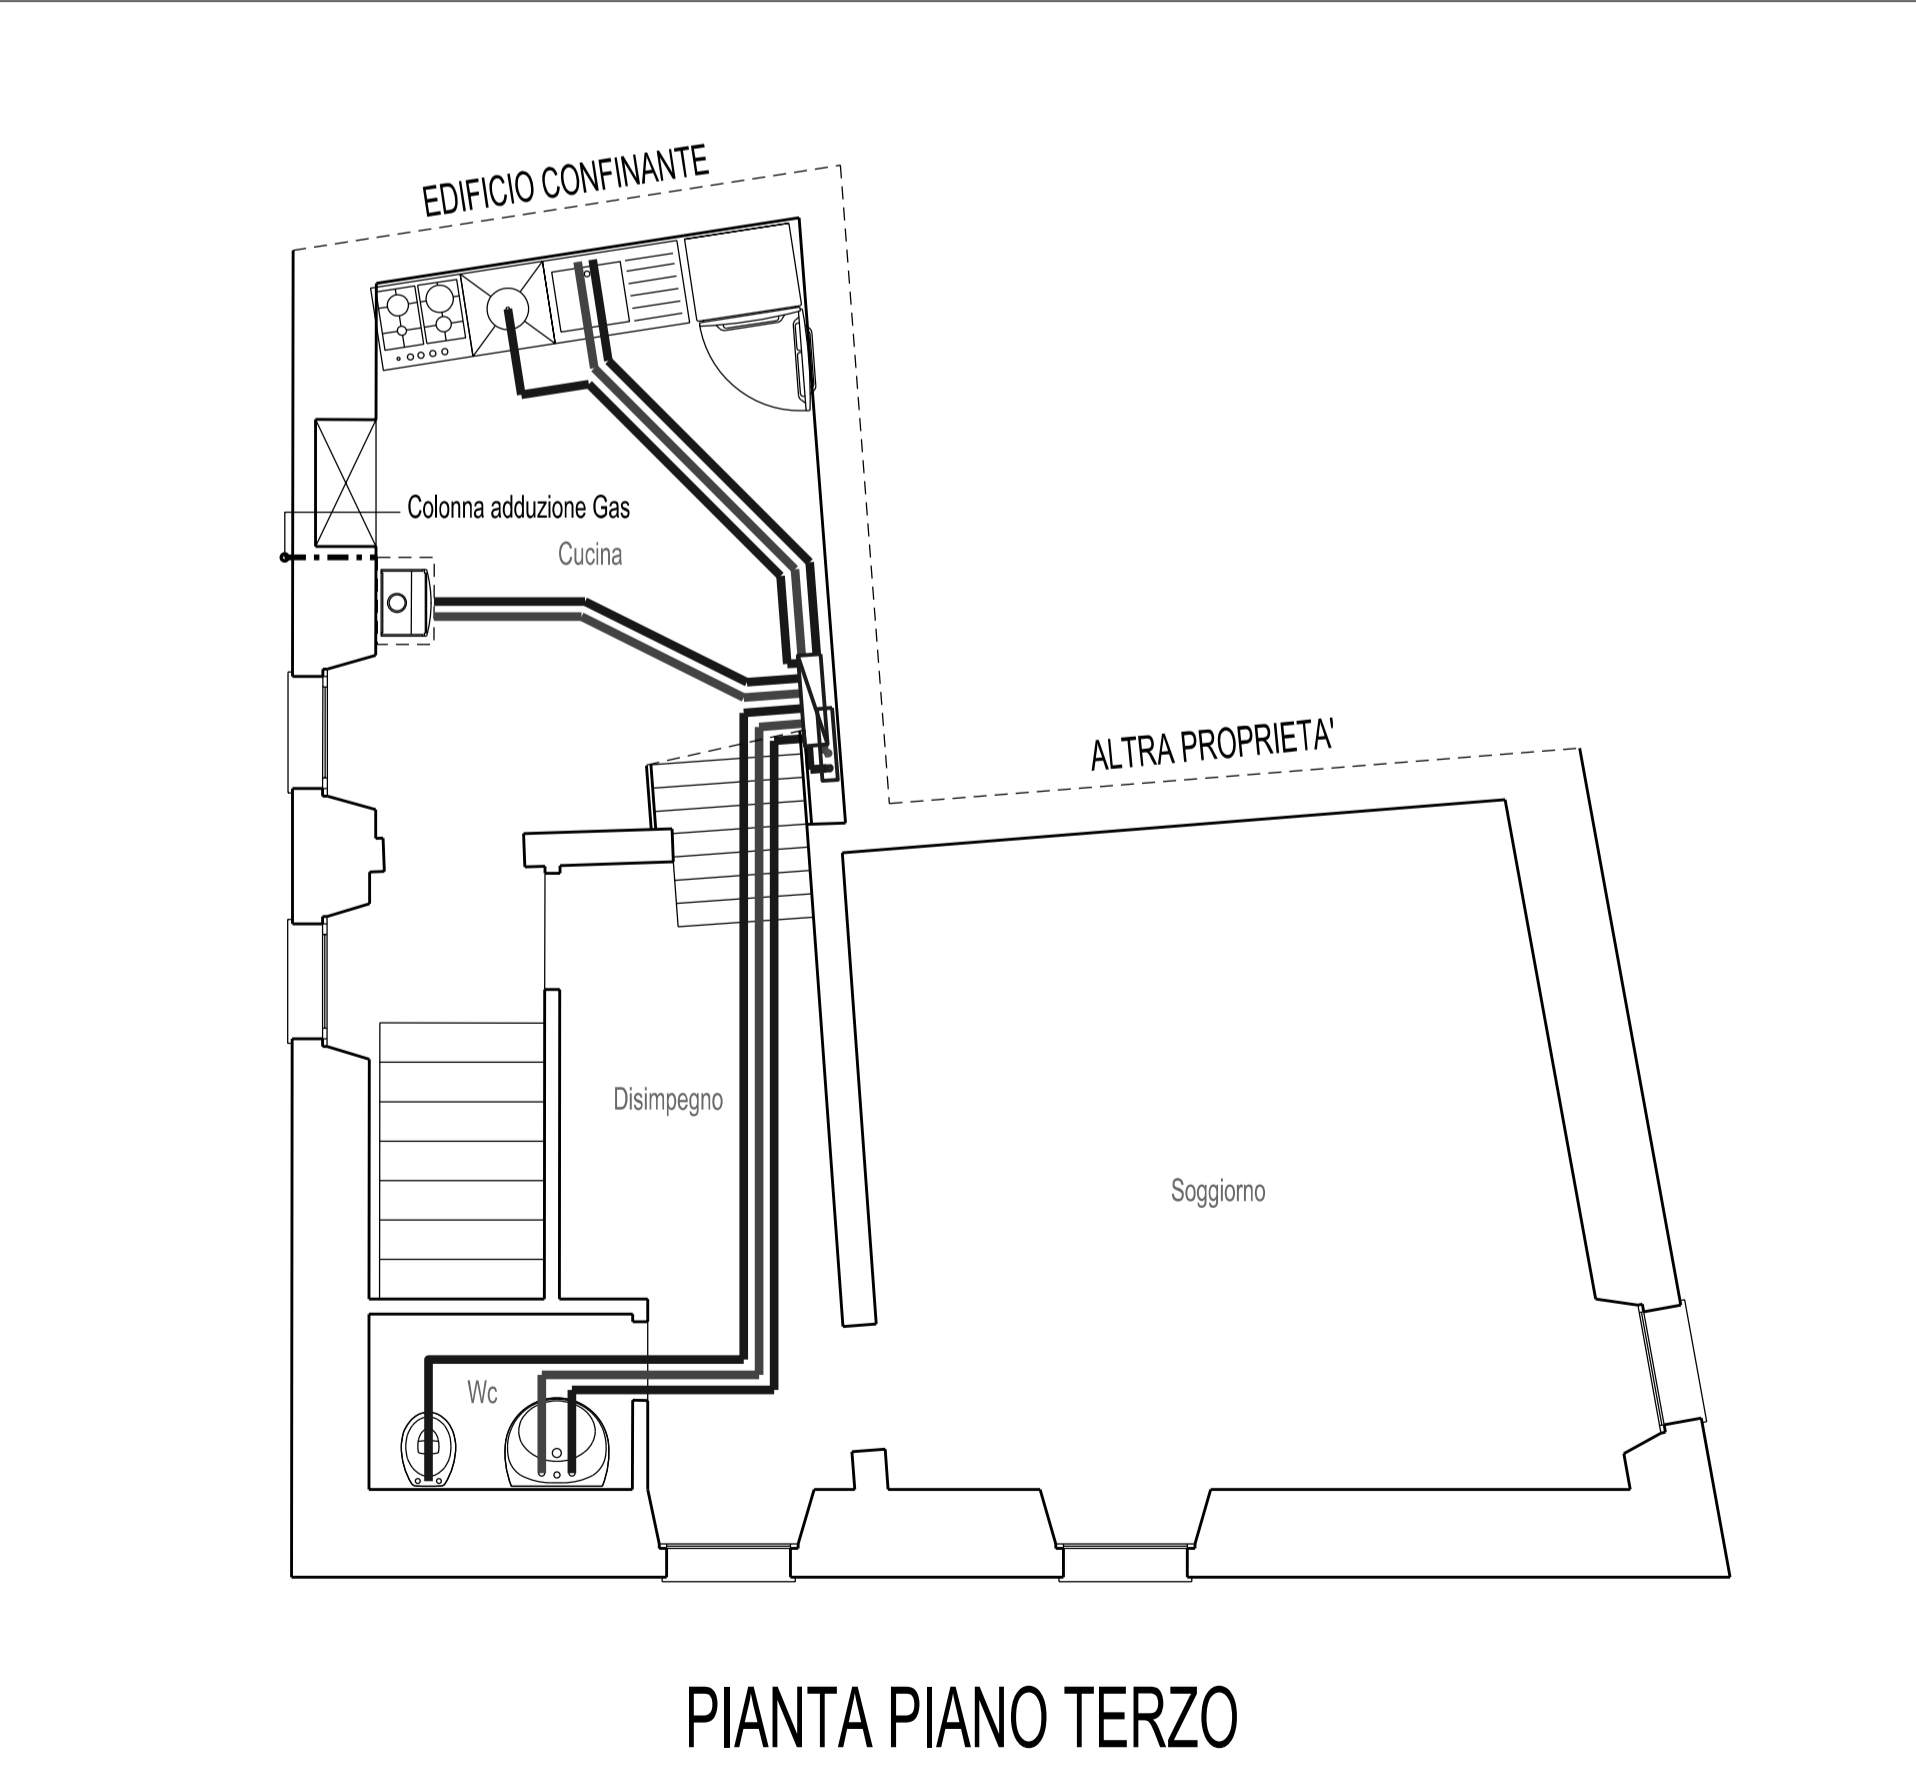 EDIFICIO CONFINANTE
Colonna adduzione Gas
Cucina
ALTRA PROPRIETA'
Disimpegno
Soggiorno
Wc
PIANTA PIANO TERZO